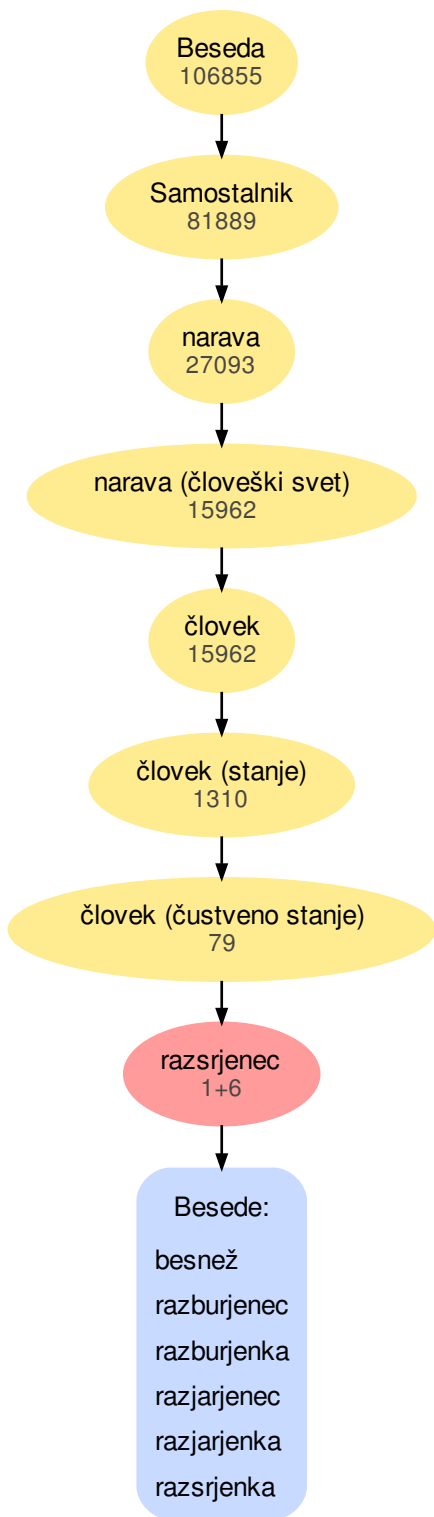 Beseda
106855
Samostalnik
81889
narava
27093
narava (človeški svet)
15962
človek
15962
človek (stanje)
1310
človek (čustveno stanje)
79
razsrjenec
1+6
Besede:
besnež
razburjenec
razburjenka
razjarjenec
razjarjenka
razsrjenka